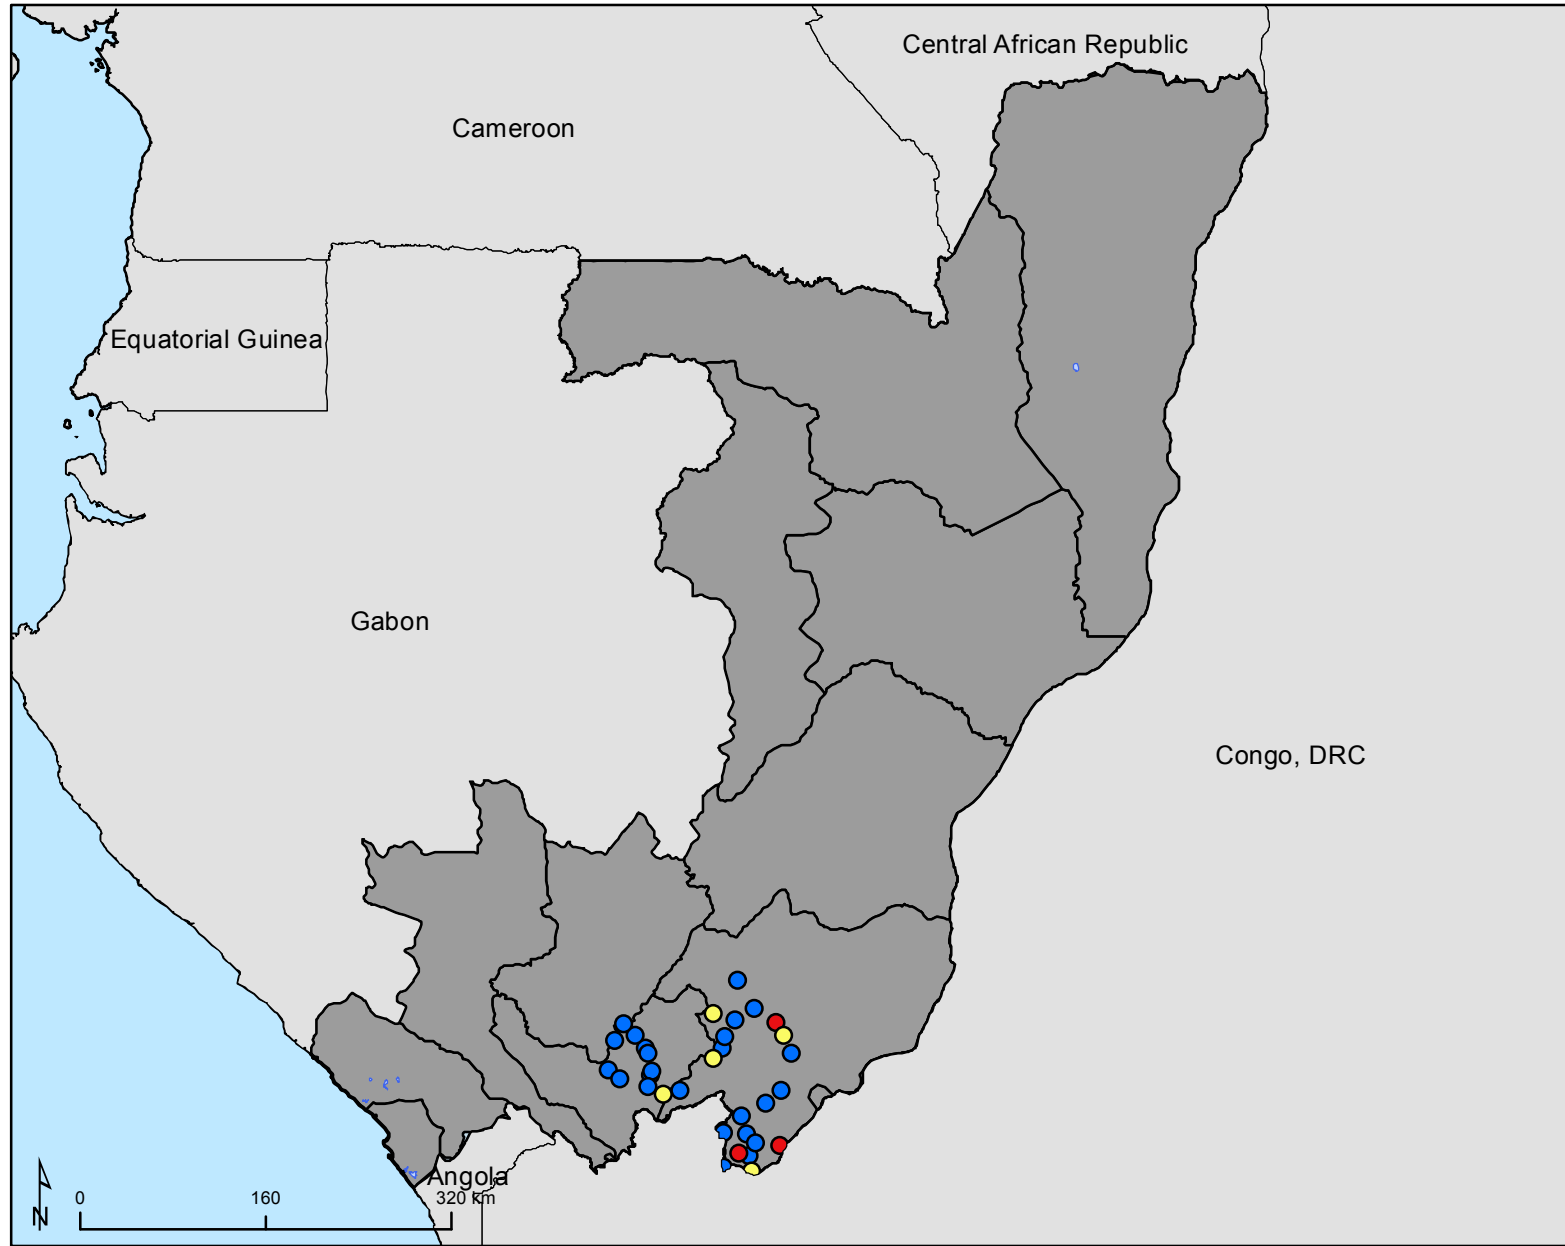 Central African Republic
Cameroon
Equatorial Guinea
Gabon
Congo, DRC
Angola
0 160 320 km
N